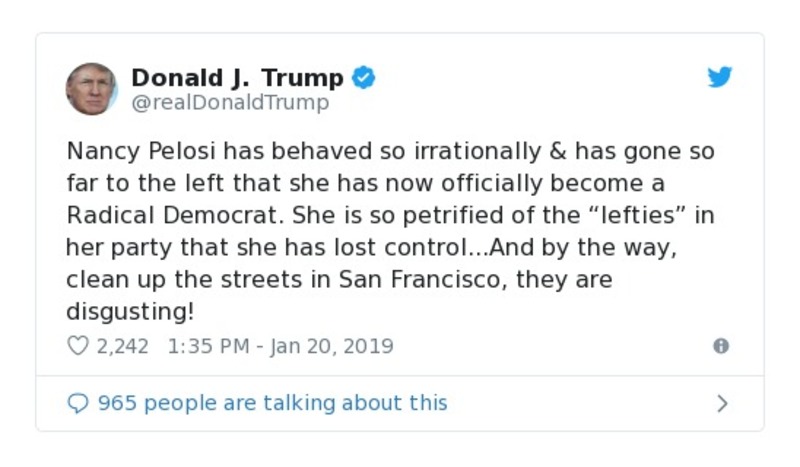 Donald J. Trump
@realDonaldTrump
Nancy Pelosi has behaved so irrationally & has gone so
far to the left that she has now officially become a
Radical Democrat. She is so petrified of the “lefties” in
her party that she has lost control...And by the way,
clean up the streets in San Francisco, they are
disgusting!
2,242 1:35 PM - Jan 20, 2019
965 people are talking about this